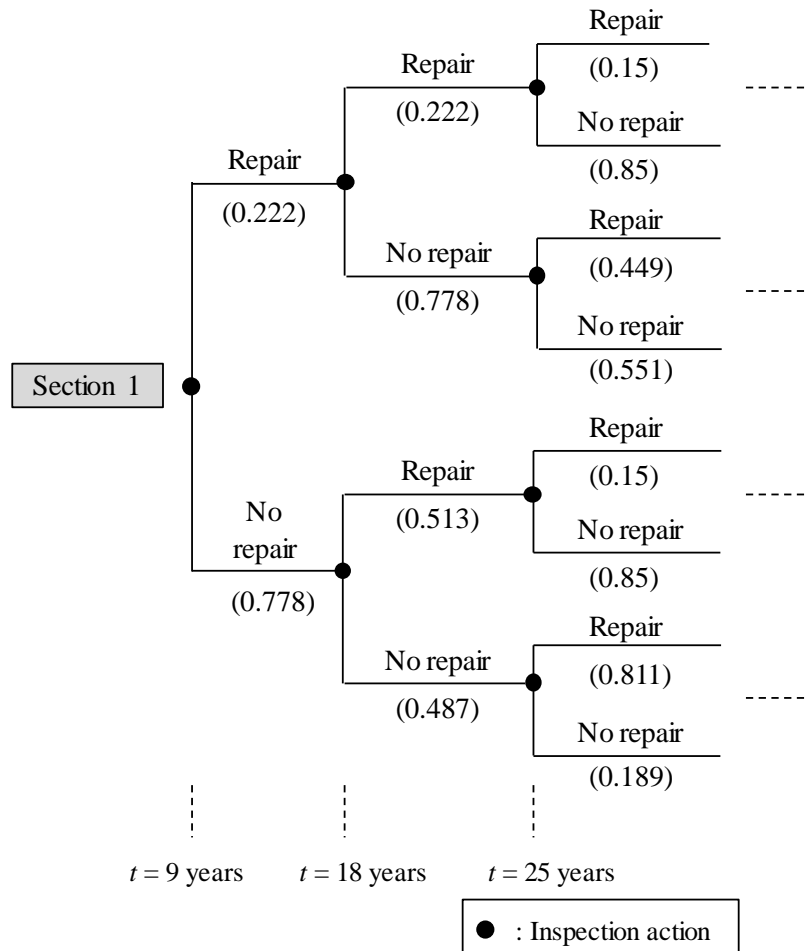 Repair
Repair
(0.15)
(0.222)
No repair
Repair
(0.85)
(0.222)
Repair
No repair
(0.449)
(0.778)
No repair
(0.551)
Section 1
Repair
Repair
(0.15)
No
repair
(0.513)
No repair
(0.85)
(0.778)
Repair
No repair
(0.811)
(0.487)
No repair
(0.189)
t = 9 years t = 18 years t = 25 years
: Inspection action